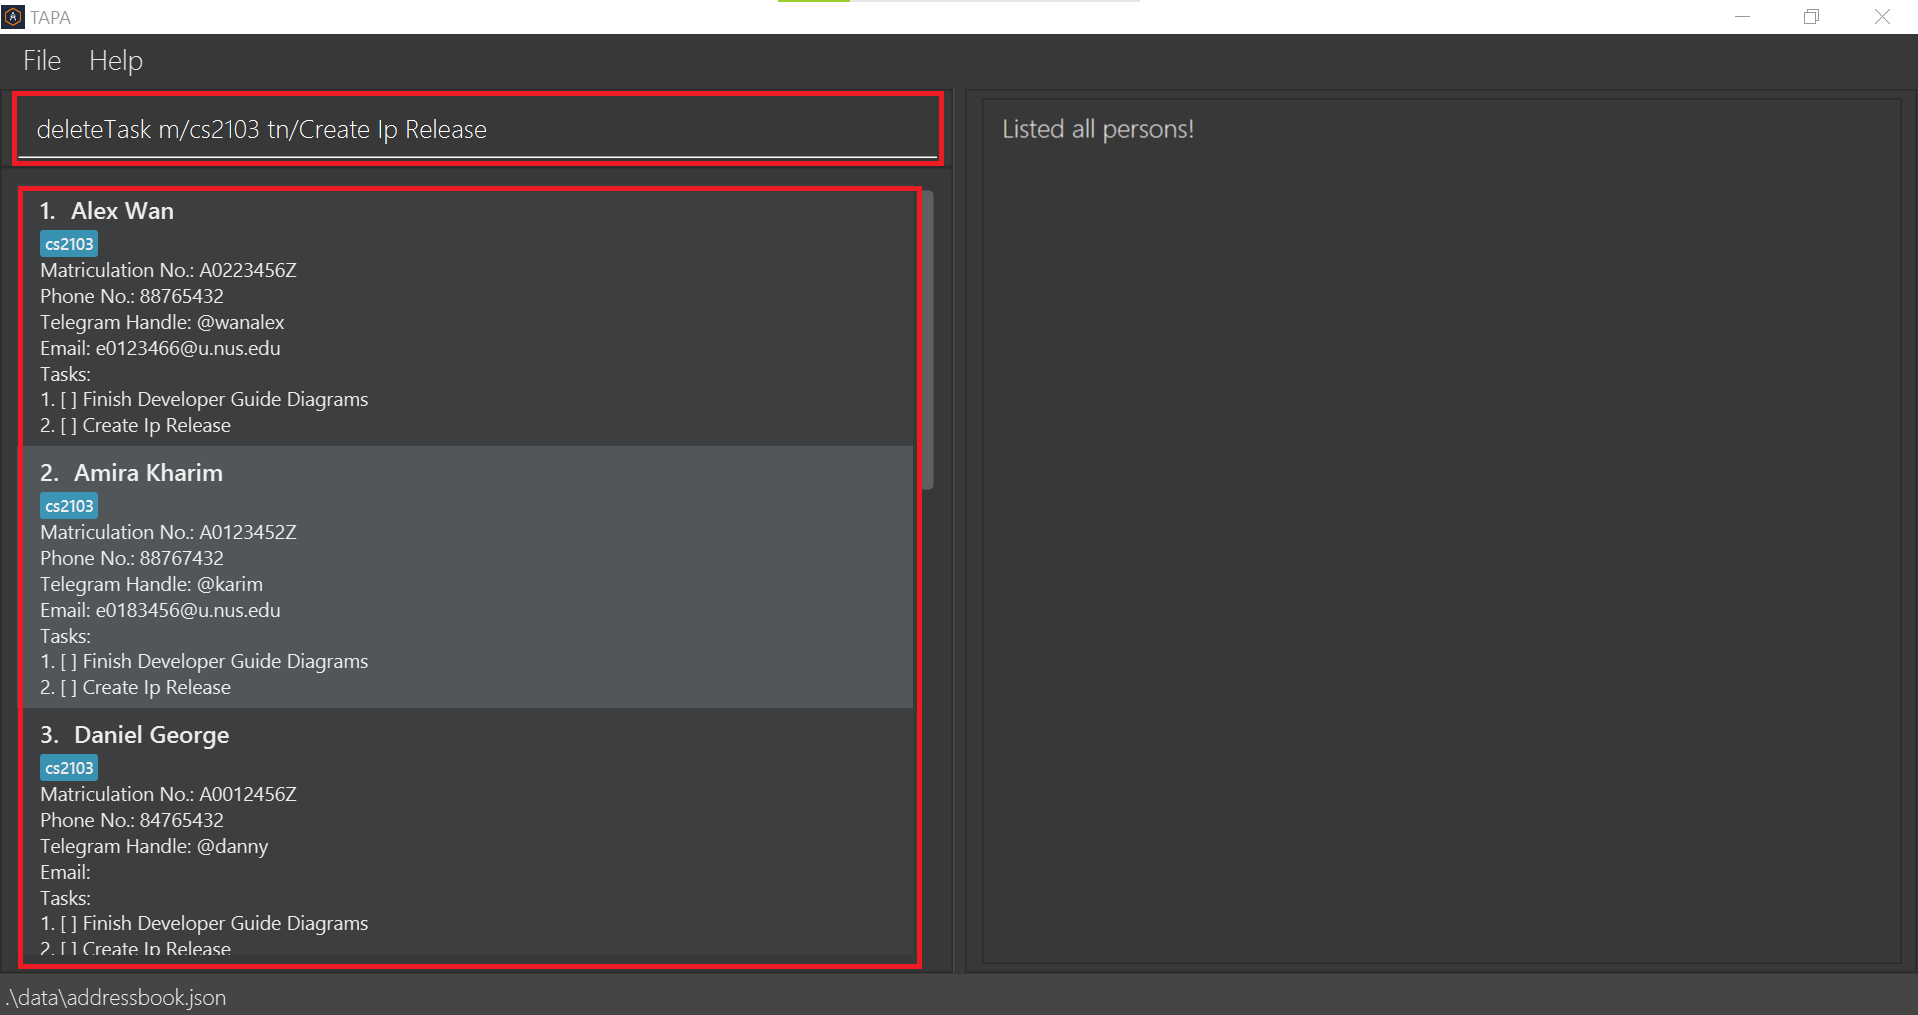 TAPA
File Help
deleteTask m/cs2103 tn/Create Ip Release
1. Alex Wan
cs2103
Matriculation No.: A0223456Z
Phone No.: 88765432
Telegram Handle: @wanalex
Email: e0123466@u.nus.edu
Tasks:
1. [ ] Finish Developer Guide Diagrams
2. [ ] Create Ip Release
2. Amira Kharim
cs2103
Matriculation No.: A0123452Z
Phone No.: 88767432
Telegram Handle: @karim
Email: e0183456@u.nus.edu
Tasks:
1. [ ] Finish Developer Guide Diagrams
2. [ ] Create Ip Release
3. Daniel George
cs2103
Matriculation No.: A0012456Z
Phone No.: 84765432
Telegram Handle: @danny
Email:
Tasks:
1. [ ] Finish Developer Guide Diagrams
2. [ ] Create Ip Release
Listed all persons!
.\data\addressbook.json